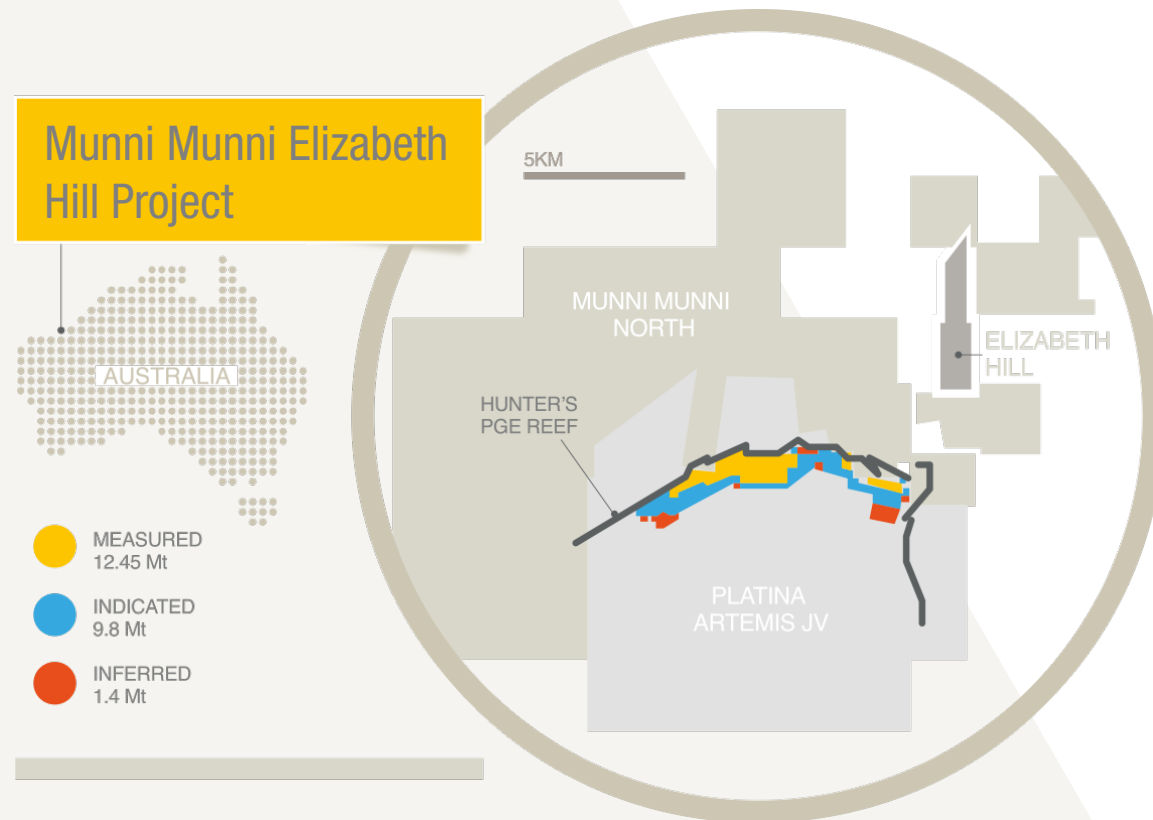 Munni Munni Elizabeth
Hill Project
5KM
AUSTRALIA
MUNNI MUNNI
NORTH
ELIZABETH
HILL
HUNTER'S
PGE REEF
PLATINA
ARTEMIS JV
MEASURED
12.45 Mt
INDICATED
9.8 Mt
INFERRED
1.4 Mt